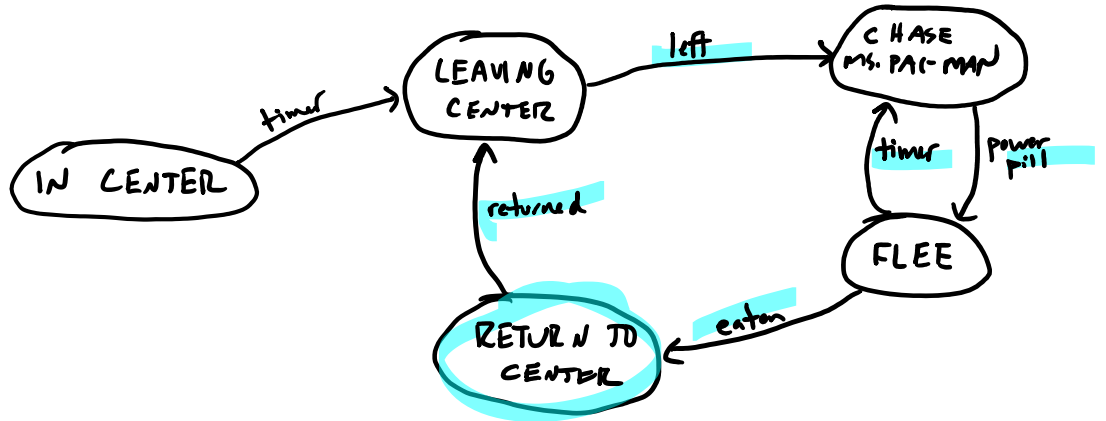 CHASE
MS. PAC-MAN
left
LEAVING
CENTER
timer
timer
power
pill
IN CENTER
returned
FLEE
eaten
RETURN TO
CENTER